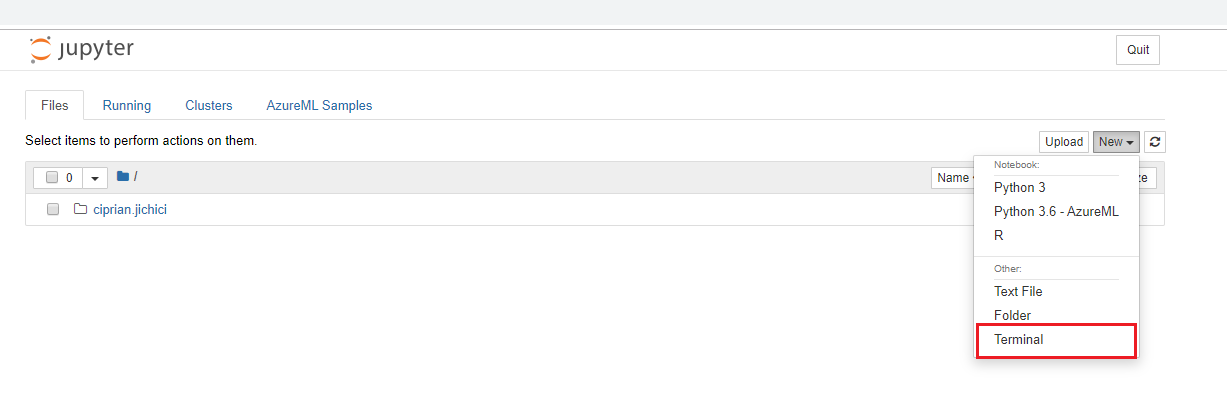 jupyter
Quit
Files Running Clusters AzureML Samples
Select items to perform actions on them.
Upload New
0 / Name ze
ciprian.jichici
Notebook:
Python 3
Python 3.6 - AzureML
R
Other:
Text File
Folder
Terminal